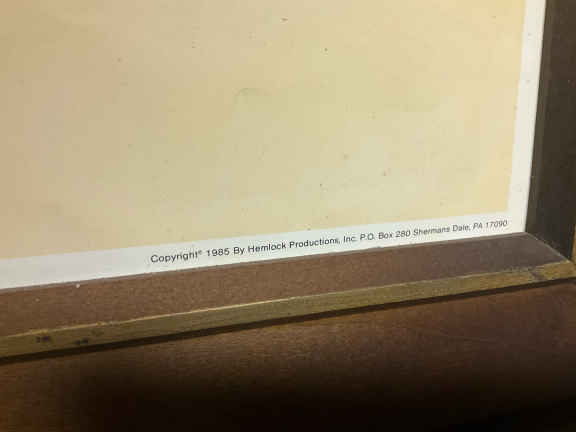 Copyright® 1985 By Hemlock Productions, Inc. P.O. Box 280 Shermans Dale, PA 17090